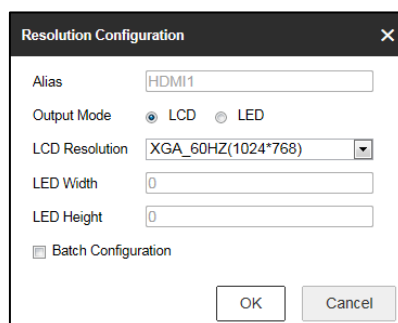 Resolution Configuration
Alias HDMI1
Output Mode LCD LED
LCD Resolution XGA_60HZ(1024*768)
LED Width 0
LED Height 0
Batch Configuration
OK Cancel